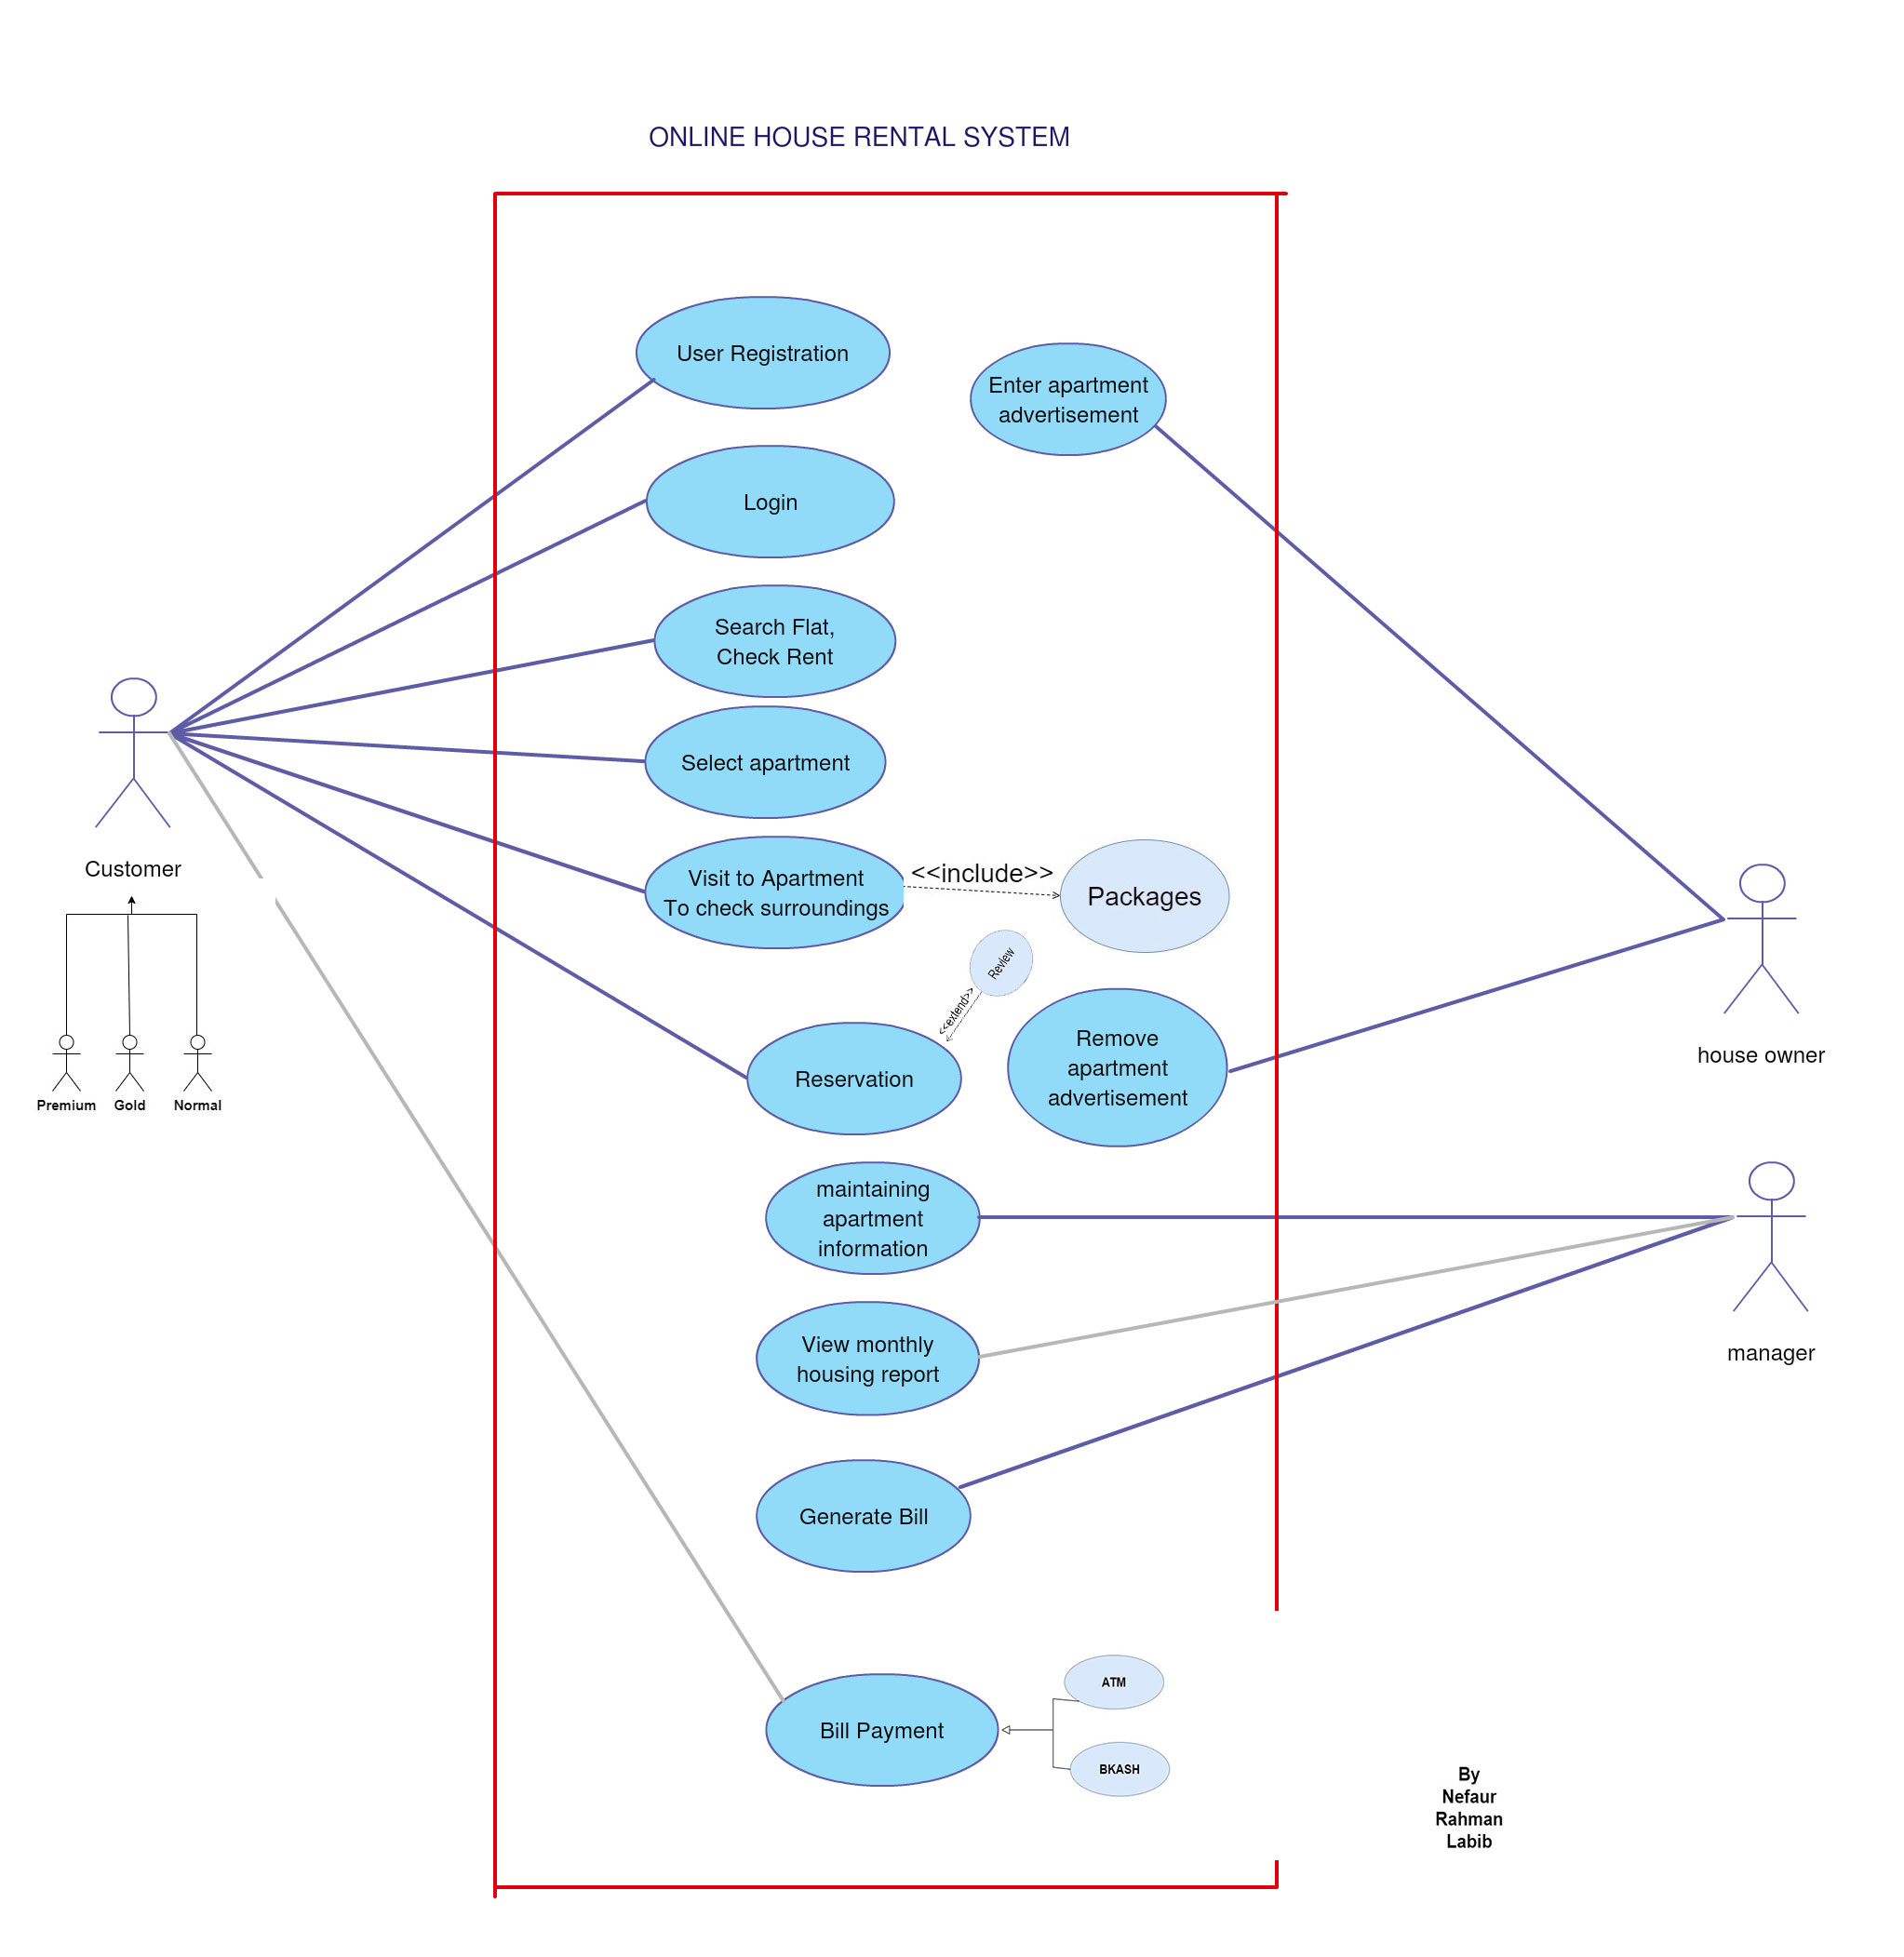 ONLINE HOUSE RENTAL SYSTEM
User Registration
Enter apartment
advertisement
Login
Search Flat,
Check Rent
Select apartment
Customer
Visit to Apartment
To check surroundings
<<include>>
Packages
Review
<<extend>>
Reservation
Remove
apartment
advertisement
house owner
Premium
Gold
Normal
maintaining
apartment
information
View monthly
housing report
manager
Generate Bill
ATM
Bill Payment
BKASH
By
Nefaur
Rahman
Labib